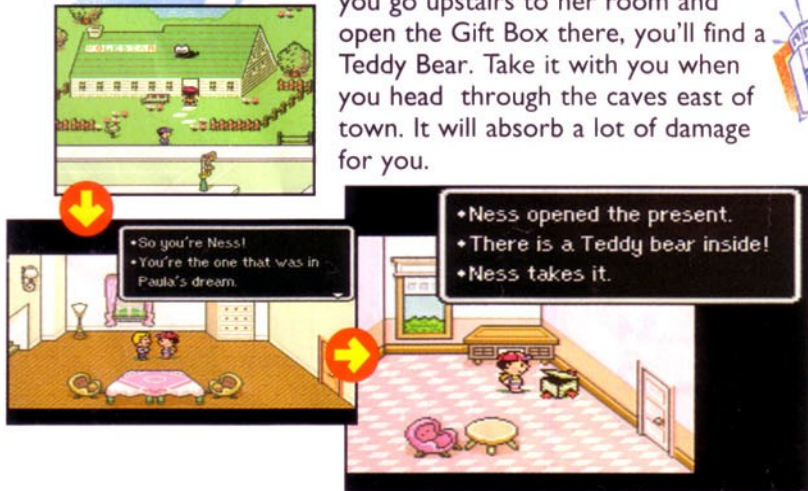 you go upstairs to her room and
open the Gift Box there, you'll find a
Teddy Bear. Take it with you when
you head through the caves east of
town. It will absorb a lot of damage
for you.
POLESTAR
•So you're Ness!
•You're the one that was in
Paula's dream.
•Ness opened the present.
•There is a Teddy bear inside!
•Ness takes it.